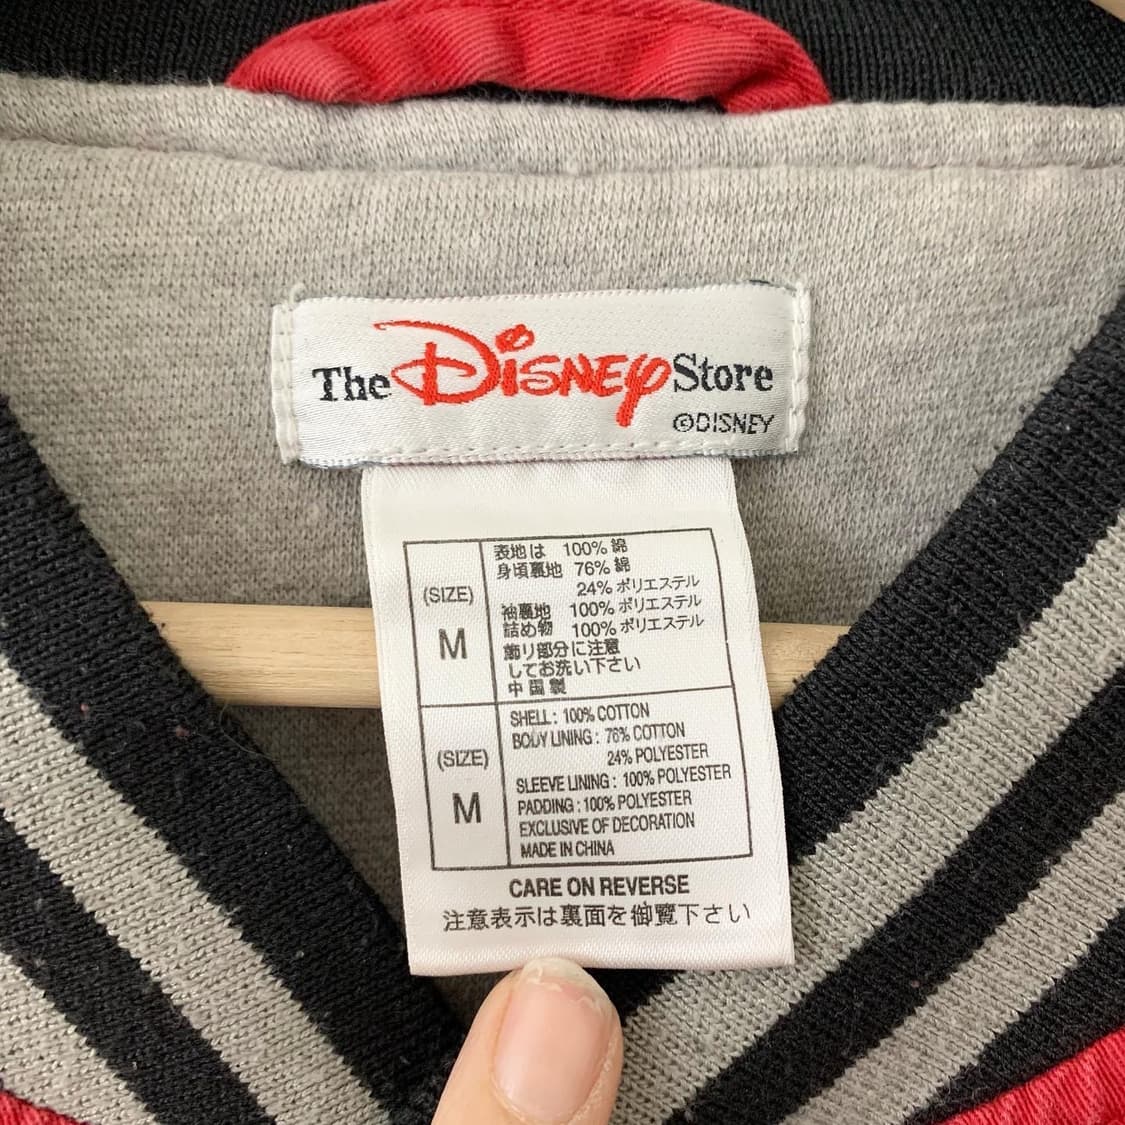 The Disney Store
©DISNEY
(SIZE)
M
表地は 100% 綿
身頃裏地 76% 綿
24% ポリエステル
袖裏地 100% ポリエステル
詰め物 100% ポリエステル
飾り部分に注意
してお洗い下さい
中国製
(SIZE)
M
SHELL: 100% COTTON
BODY LINING: 76% COTTON
24% POLYESTER
SLEEVE LINING: 100% POLYESTER
PADDING: 100% POLYESTER
EXCLUSIVE OF DECORATION
MADE IN CHINA
CARE ON REVERSE
注意表示は裏面を御覧下さい